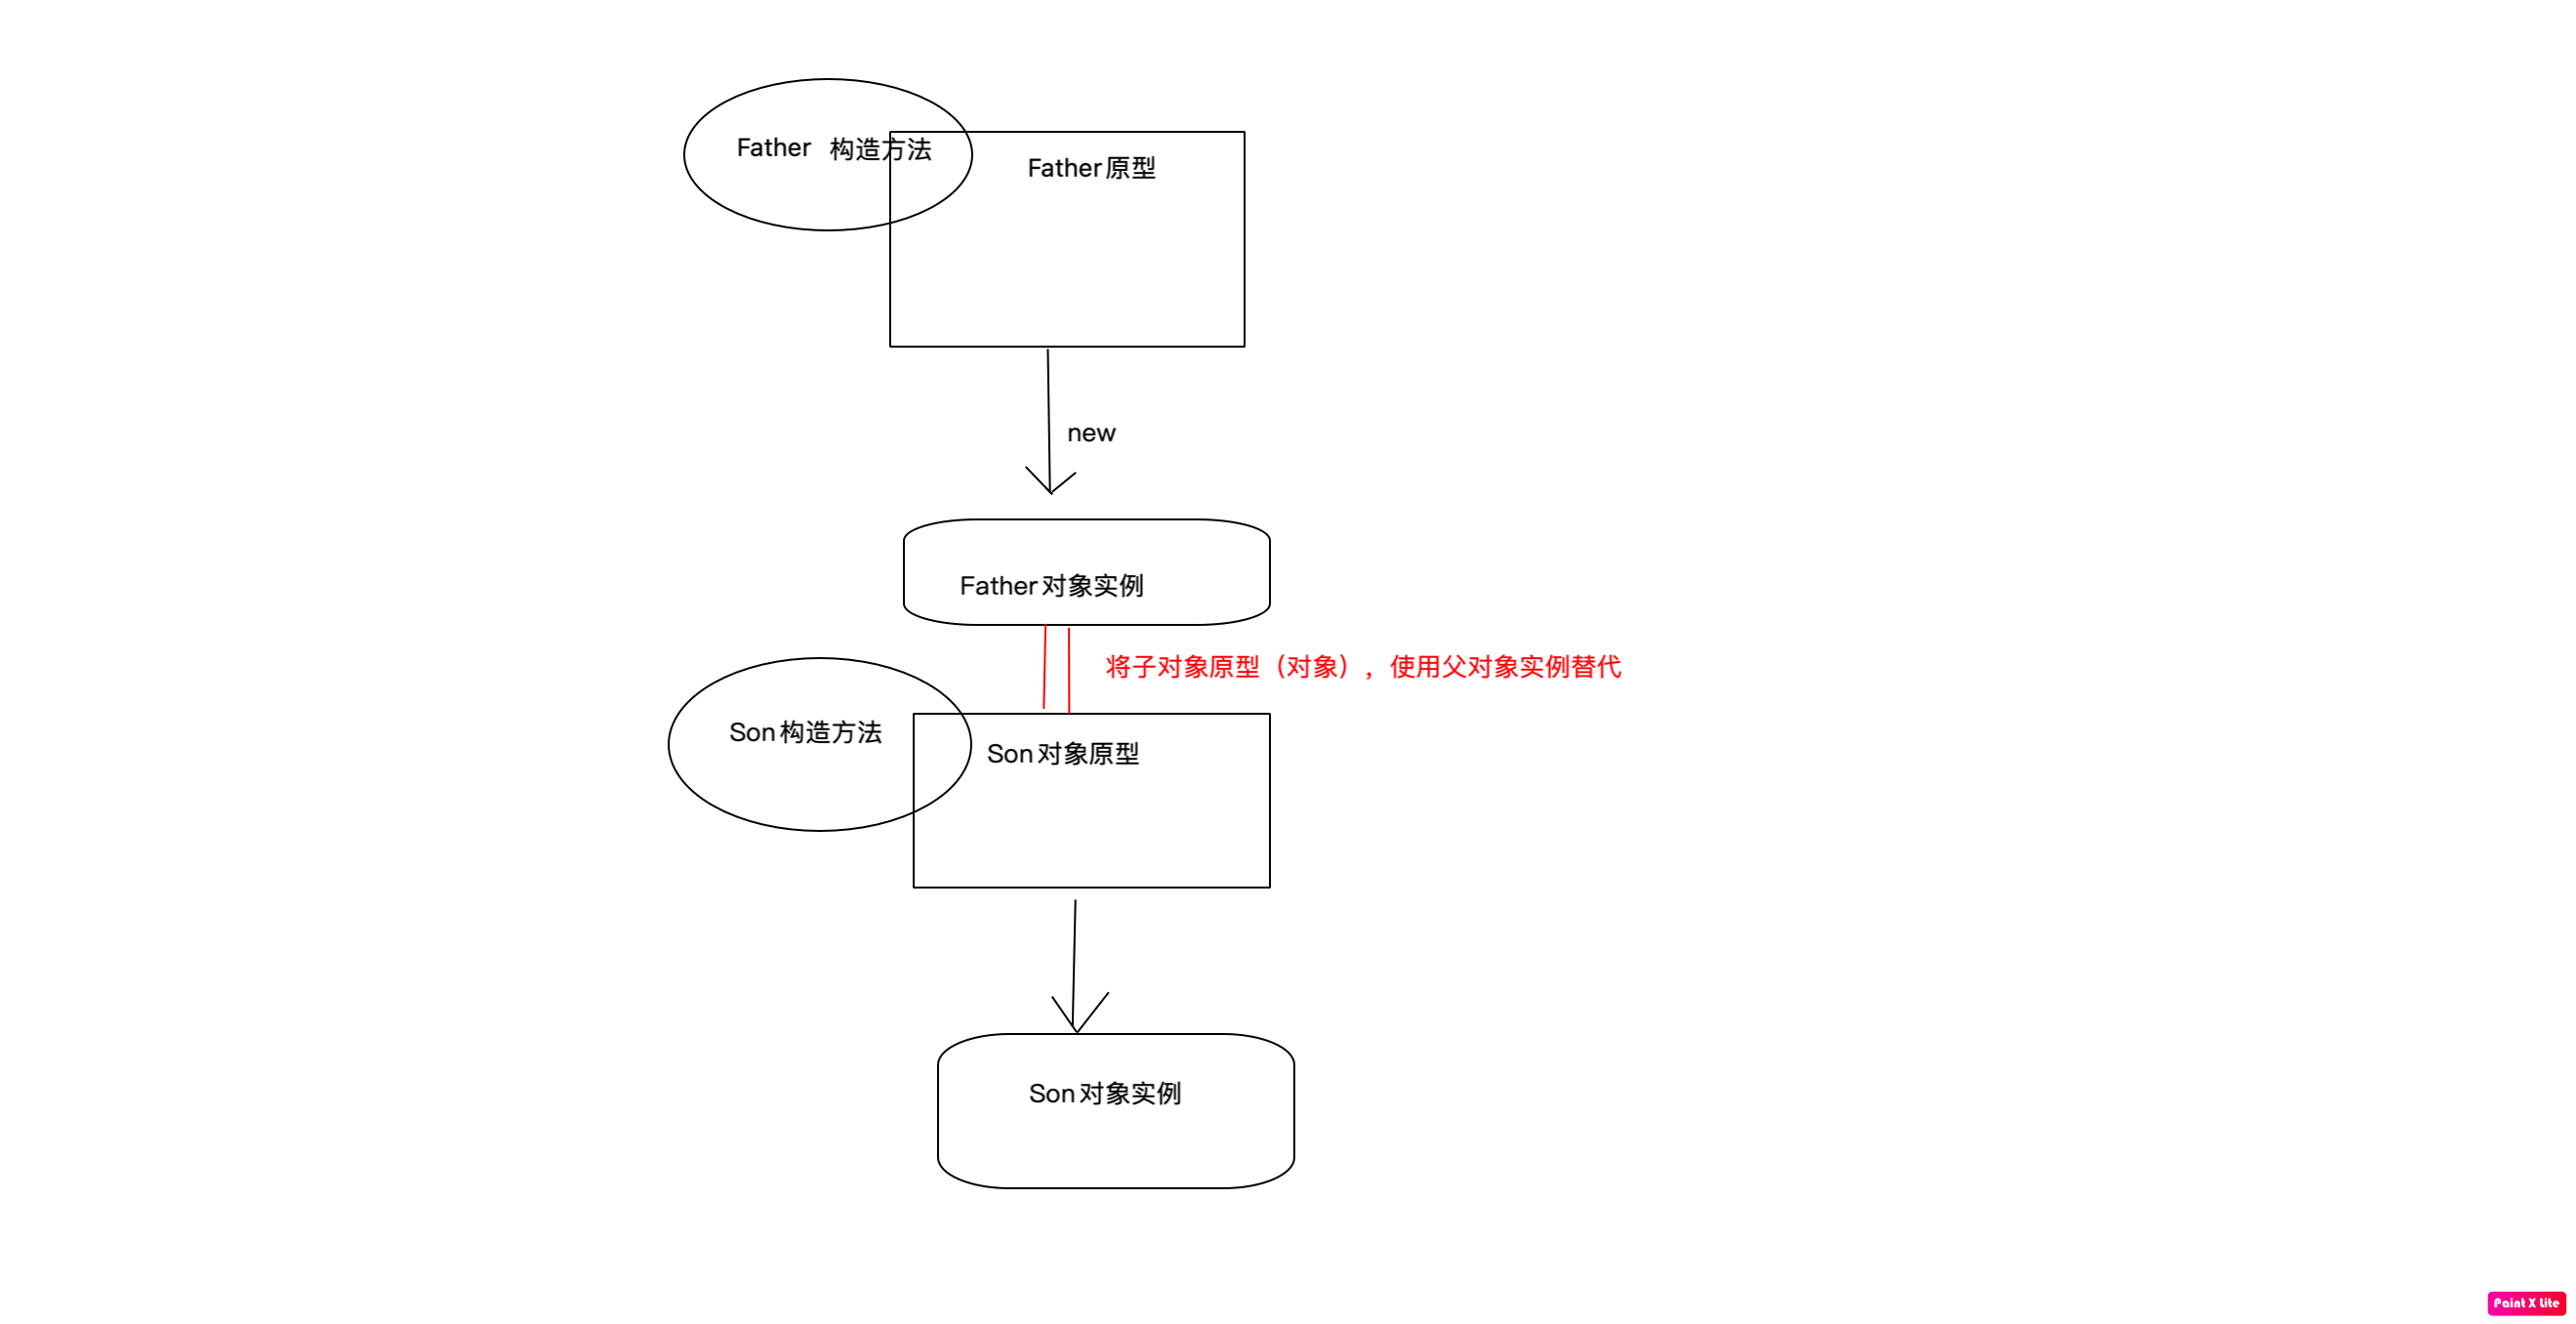 Father 构造方法
Father原型
new
Father对象实例
将子对象原型（对象），使用父对象实例替代
Son构造方法
Son对象原型
Son对象实例
Paint X Lite